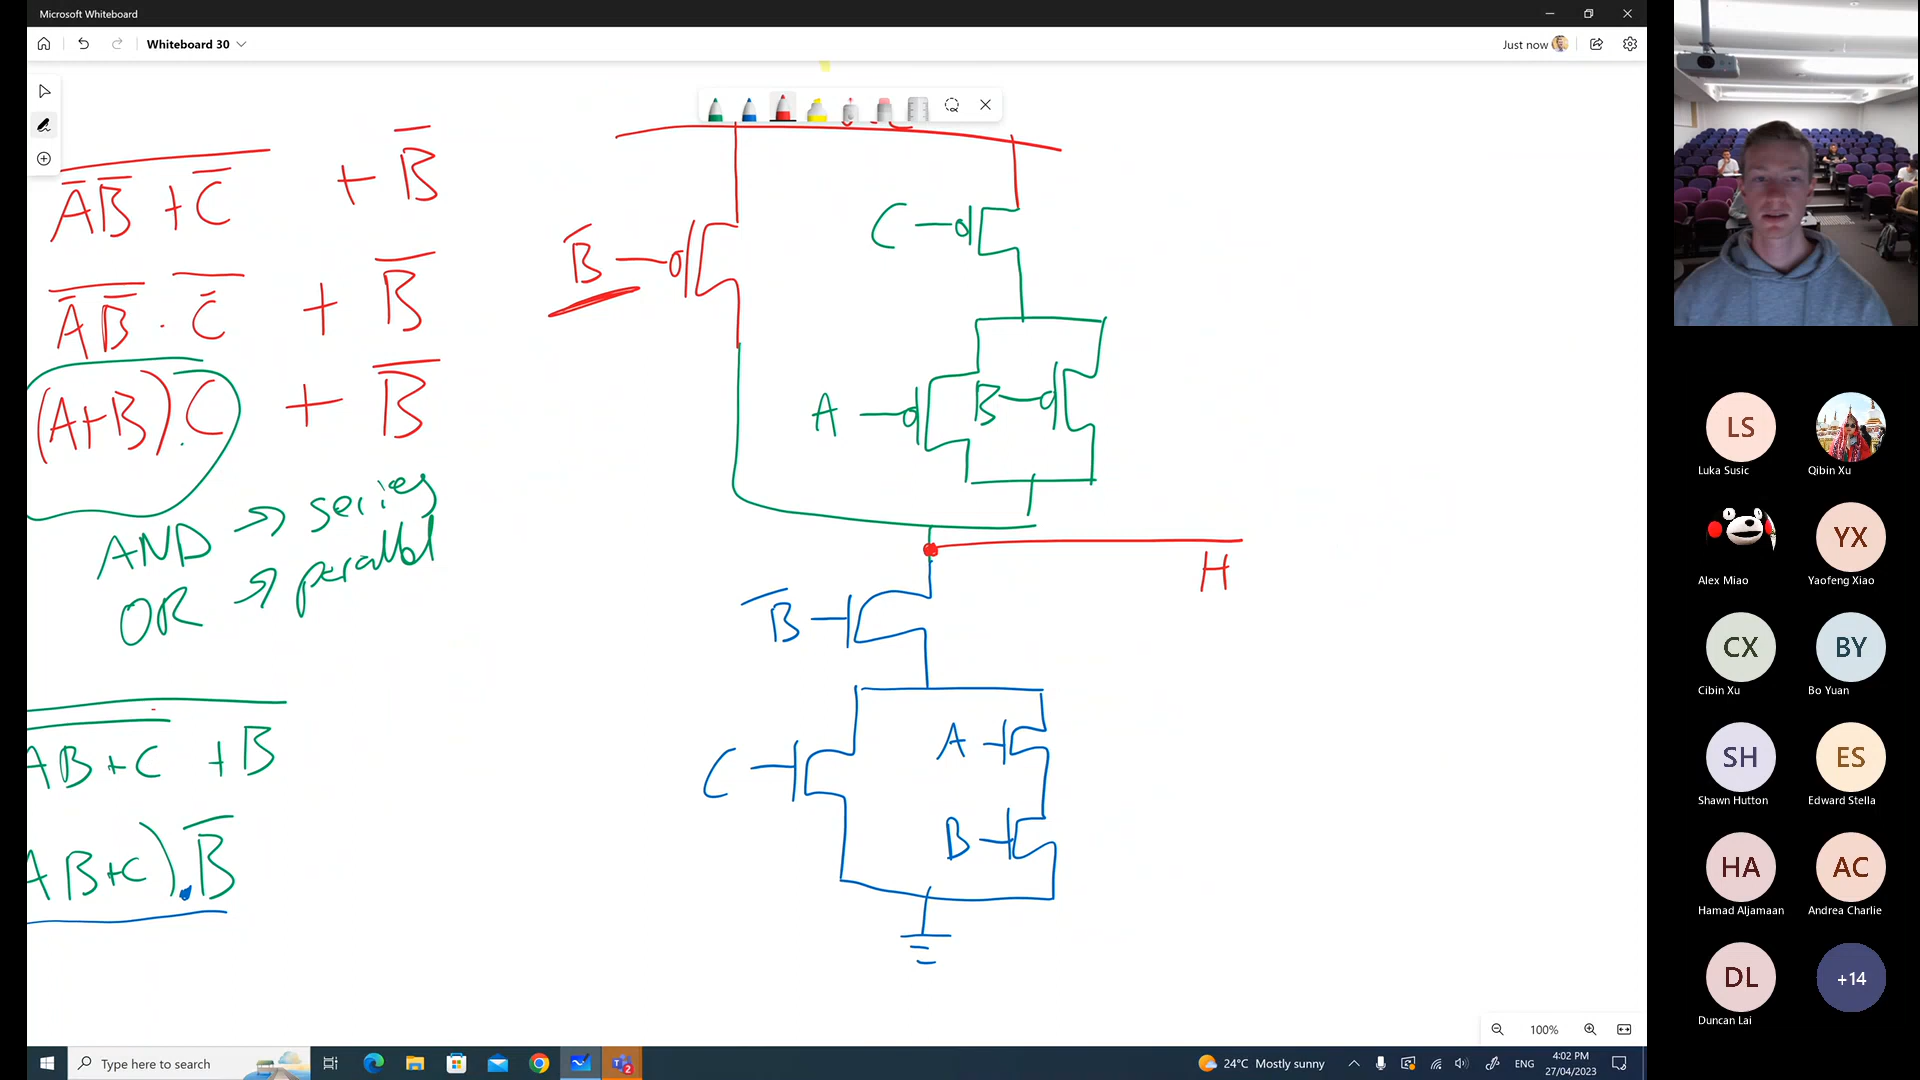 Microsoft Whiteboard
Whiteboard 30
Just now
A̅B̅ + C̅ + B̅
A̅B̅ . C̅ + B̅
(A+B) . C̅ + B̅
AND → series
OR → parallel
AB+C + B
AB+C) . B̅
B̅
C
A
B
H
B̅
C
A
B
LS
Luka Susic
Qibin Xu
Alex Miao
YX
Yaofeng Xiao
CX
Cibin Xu
BY
Bo Yuan
SH
Shawn Hutton
ES
Edward Stella
HA
Hamad Aljamaan
AC
Andrea Charlie
DL
Duncan Lai
+14
100%
Type here to search
2
24°C Mostly sunny
ENG
4:02 PM
27/04/2023